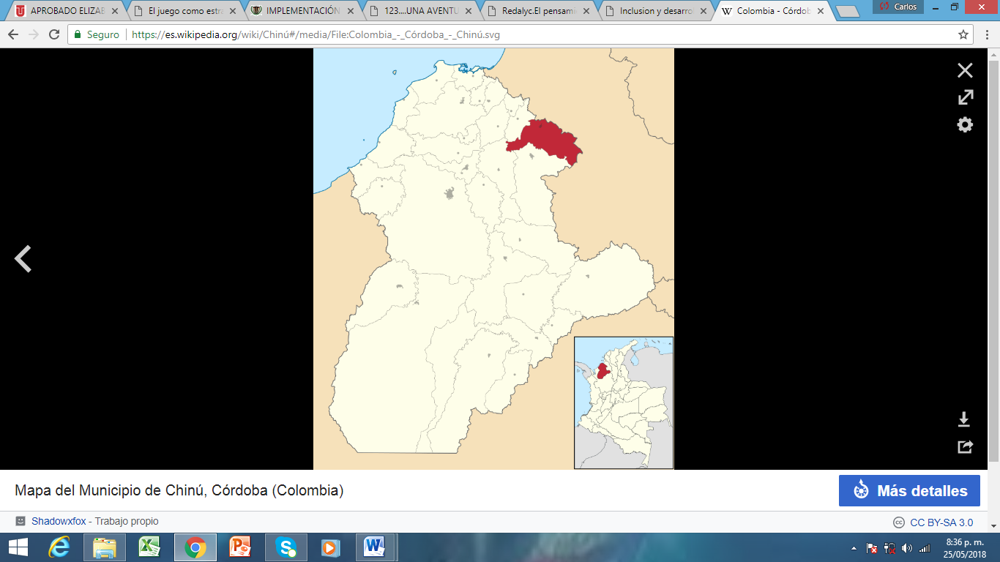 APROBADO ELIZAB
El juego como estra
IMPLEMENTACIÓN
123....UNA AVENTU
Redalyc.El pensami
Inclusion y desarro
Colombia - Córdob
Carlos
Seguro
https://es.wikipedia.org/wiki/Chinú#/media/File:Colombia_-_Córdoba_-_Chinú.svg
Mapa del Municipio de Chinú, Córdoba (Colombia)
Más detalles
Shadowxfox - Trabajo propio
CC BY-SA 3.0
8:36 p. m.
25/05/2018